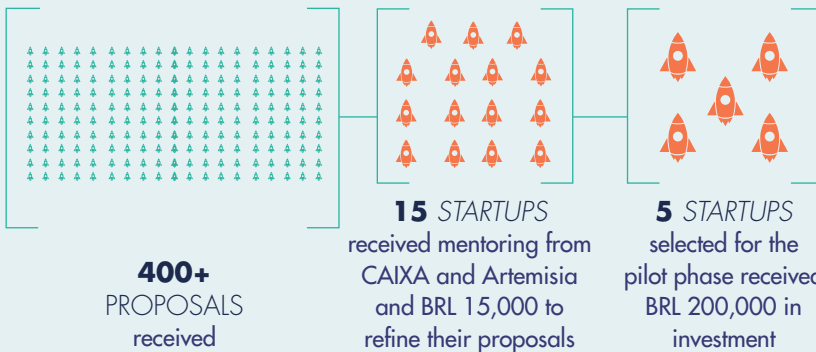 400+
PROPOSALS
received
15 STARTUPS
received mentoring from
CAIXA and Artemisia
and BRL 15,000 to
refine their proposals
5 STARTUPS
selected for the
pilot phase received
BRL 200,000 in
investment